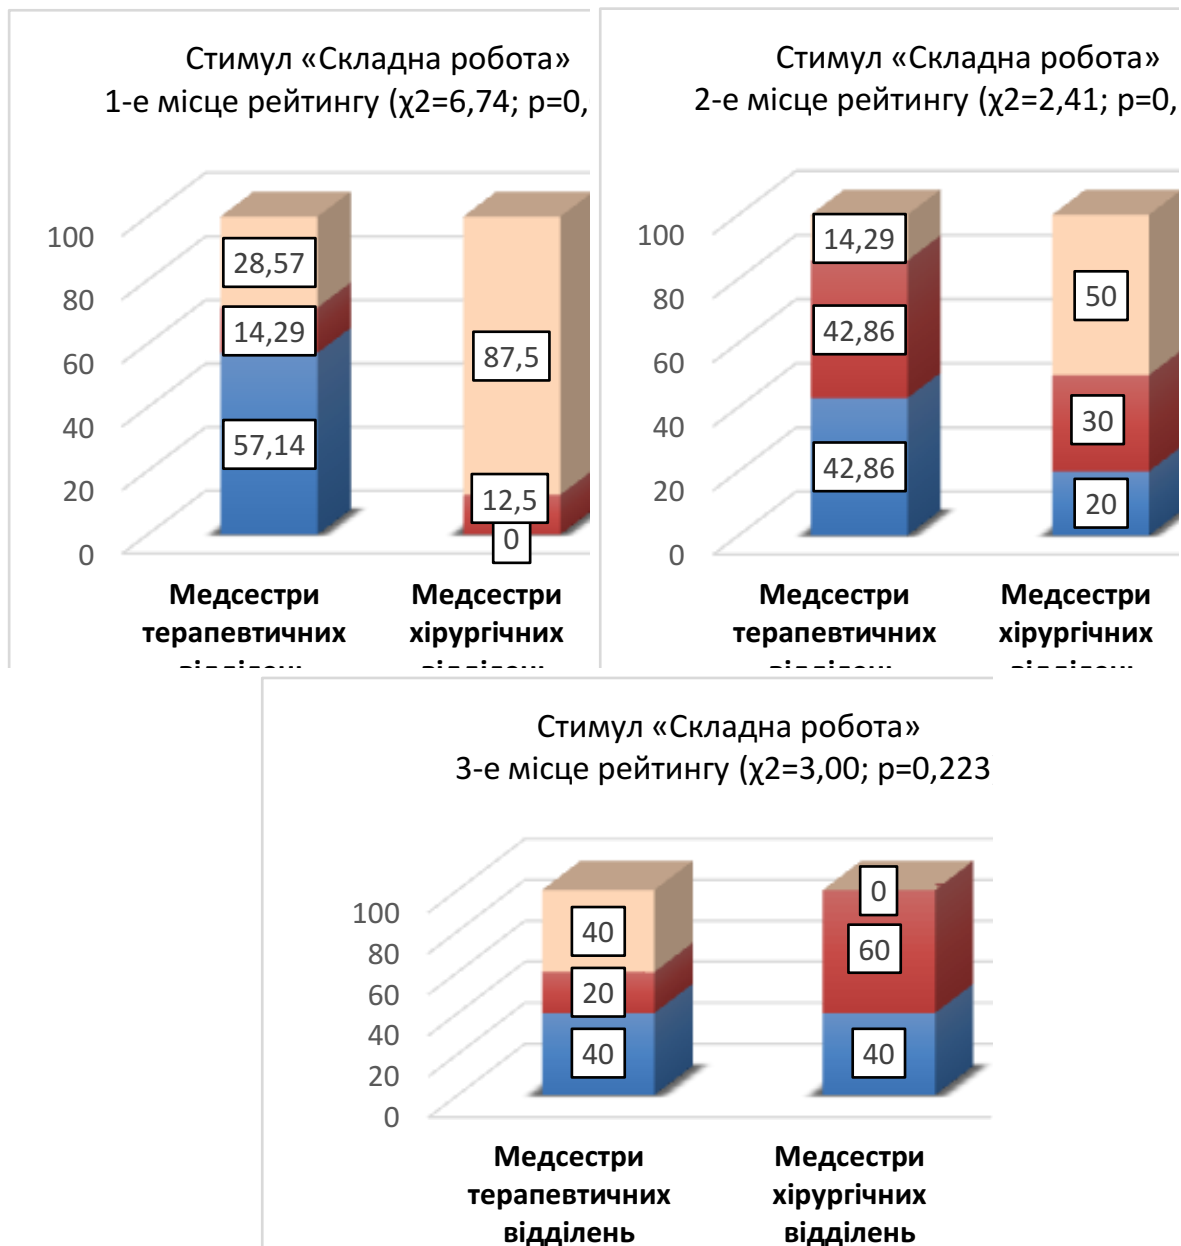 Стимул «Складна робота»
1-е місце рейтингу (χ2=6,74; p=0,
100
80
60
40
20
0
28,57
14,29
57,14
87,5
12,5
0
Медсестри
терапевтичних
відділень
Медсестри
хірургічних
відділень
Стимул «Складна робота»
2-е місце рейтингу (χ2=2,41; p=0,
100
80
60
40
20
0
14,29
42,86
42,86
50
30
20
Медсестри
терапевтичних
відділень
Медсестри
хірургічних
відділень
Стимул «Складна робота»
3-е місце рейтингу (χ2=3,00; p=0,223
100
80
60
40
20
0
40
20
40
0
60
40
Медсестри
терапевтичних
відділень
Медсестри
хірургічних
відділень